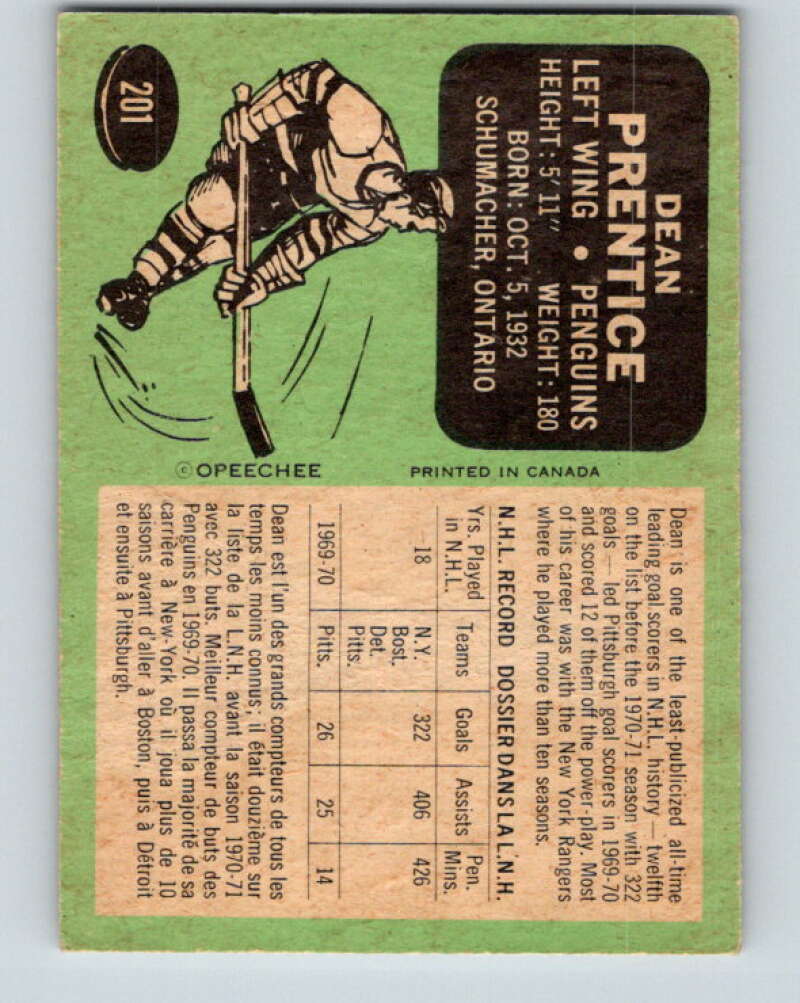 201
DEAN
PRENTICE
LEFT WING • PENGUINS
HEIGHT: 5'11" WEIGHT: 180
BORN: OCT. 5, 1932
SCHUMACHER, ONTARIO
© OPEECHEE
PRINTED IN CANADA
Dean is one of the least-publicized all-time
leading goal scorers in N.H.L. history — twelfth
on the list before the 1970-71 season with 322
goals — led Pittsburgh goal scorers in 1969-70
and scored 12 of them off the power-play. Most
of his career was with the New York Rangers
where he played more than ten seasons.
N.H.L. RECORD DOSSIER DANS LA L.N.H.
Yrs. Played in N.H.L. Teams Goals Assists Pen. Mins.
18 N.Y. 322 406 426
Bost.
Det.
Pitts.
1969-70 Pitts. 26 25 14
Dean est l'un des grands compteurs de tous les
temps les moins connus; il était douzième sur
la liste de la L.N.H. avant la saison 1970-71
avec 322 buts. Meilleur compteur de buts des
Penguins en 1969-70. Il passa la majorité de sa
carrière à New-York où il joua plus de 10
saisons avant d'aller à Boston, puis à Détroit
et ensuite à Pittsburgh.